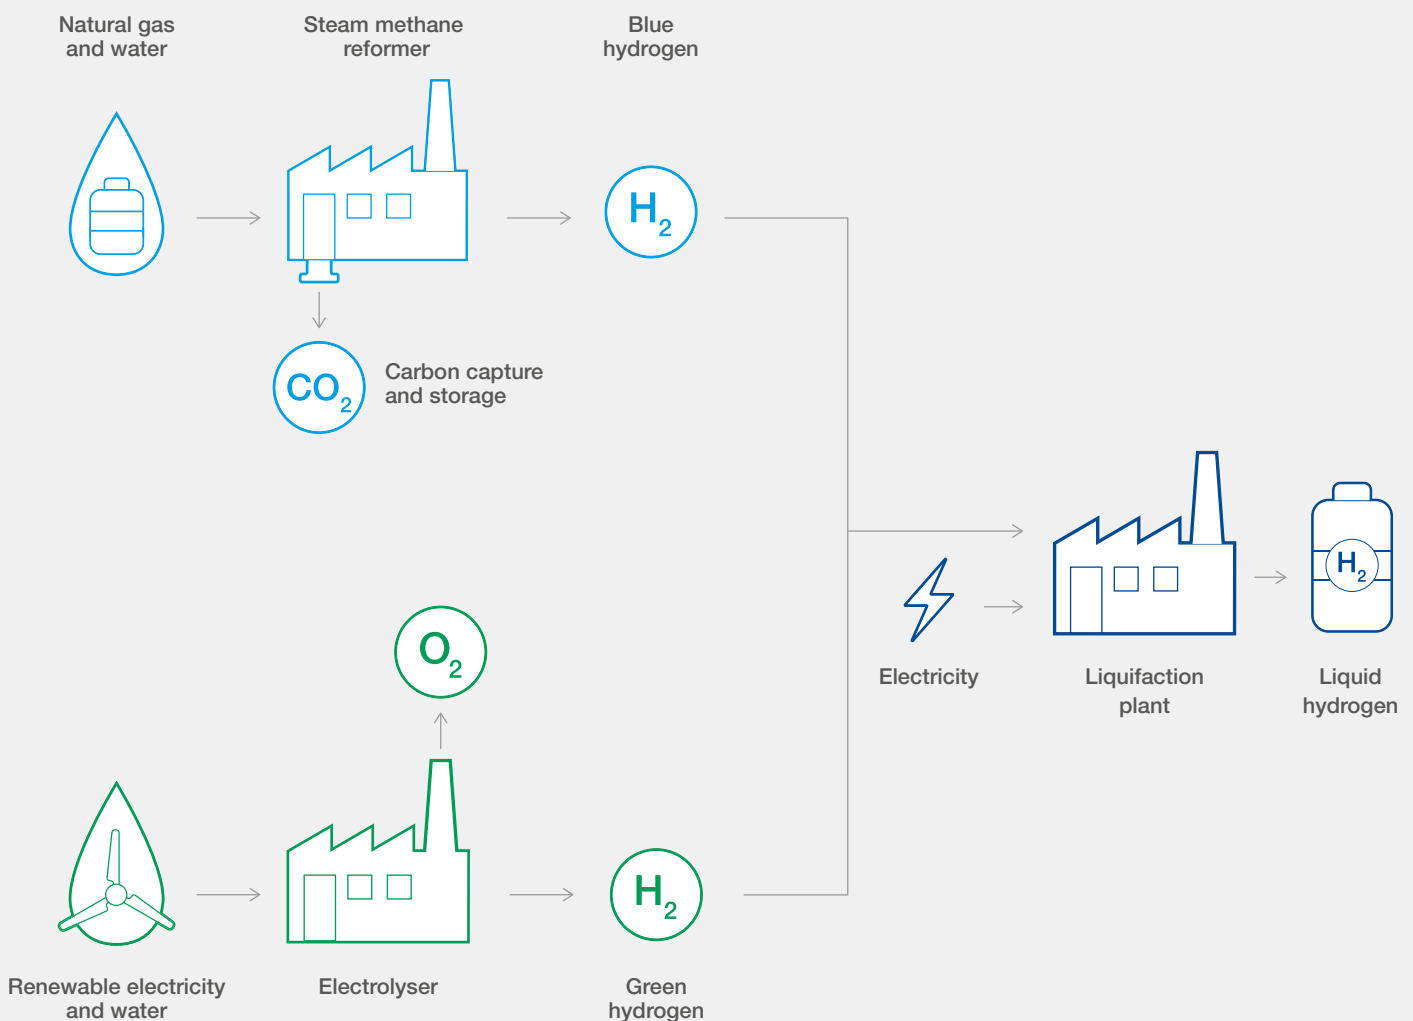 Natural gas
and water
Steam methane
reformer
Blue
hydrogen
H2
CO2
Carbon capture
and storage
H2
O2
Electricity
Liquifaction
plant
Liquid
hydrogen
H2
Renewable electricity
and water
Electrolyser
Green
hydrogen